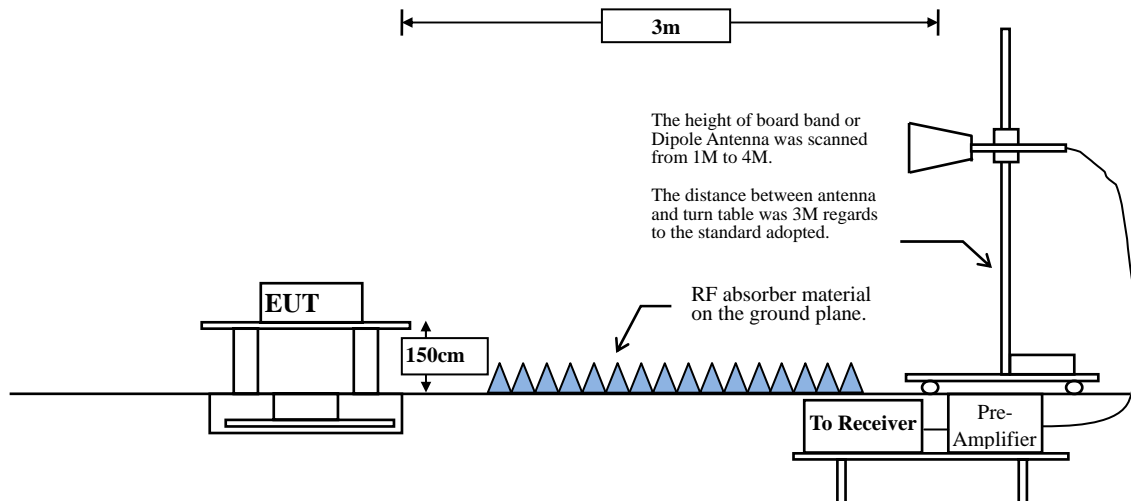 3m
The height of board band or
Dipole Antenna was scanned
from 1M to 4M.
The distance between antenna
and turn table was 3M regards
to the standard adopted.
EUT
RF absorber material
on the ground plane.
150cm
To Receiver
Pre-
Amplifier